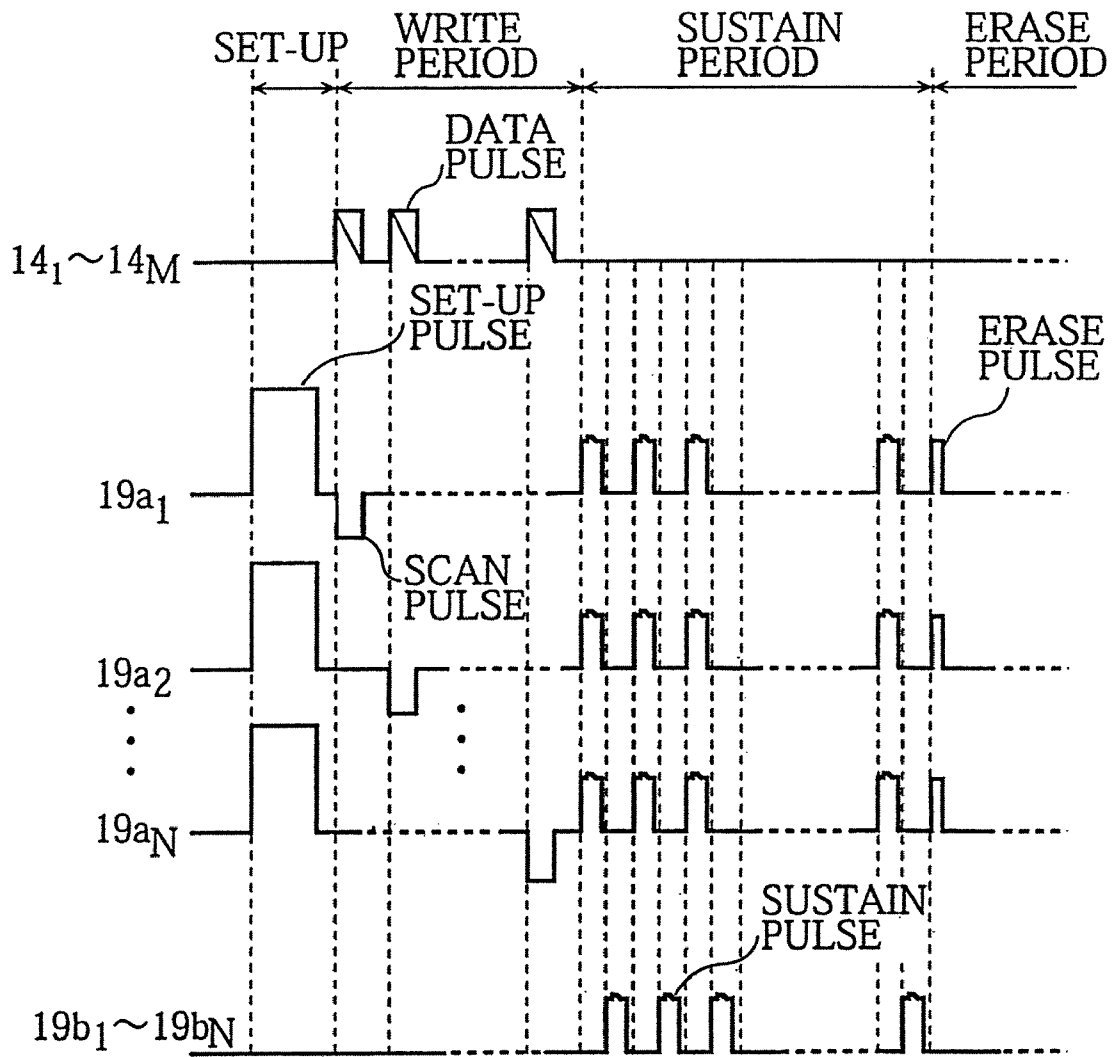 SET-UP
WRITE
PERIOD
SUSTAIN
PERIOD
ERASE
PERIOD
DATA
PULSE
14₁~14M
SET-UP
PULSE
ERASE
PULSE
19a₁
SCAN
PULSE
19a₂
19aN
SUSTAIN
PULSE
19b₁~19bN